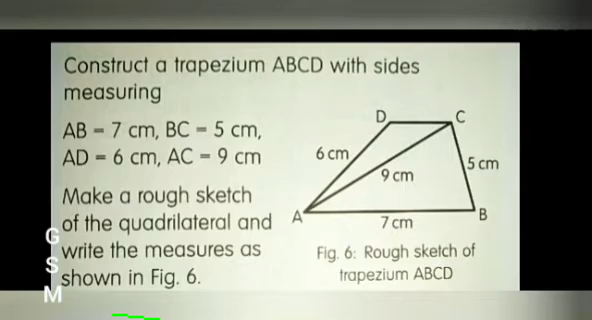 Construct a trapezium ABCD with sides
measuring
AB = 7 cm, BC = 5 cm,
AD = 6 cm, AC = 9 cm
Make a rough sketch
of the quadrilateral and
write the measures as
shown in Fig. 6.
G
S
M
D
C
6 cm
9 cm
5 cm
A
B
7 cm
Fig. 6: Rough sketch of
trapezium ABCD